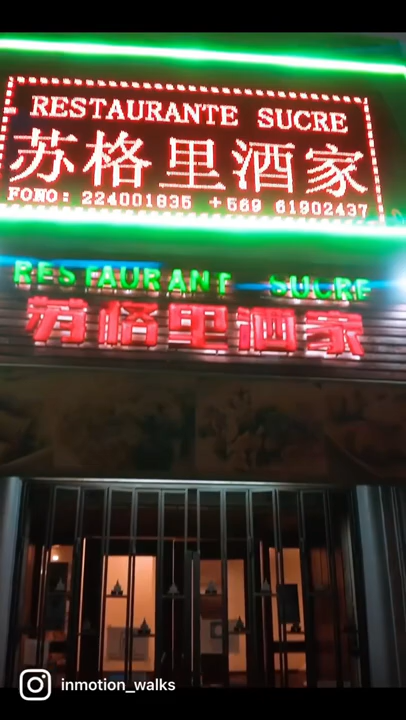 RESTAURANTE SUCRE
苏格里酒家
FONO: 224001835 +569 61902437
RESTAURANT SUCRE
苏格里酒家
inmotion_walks